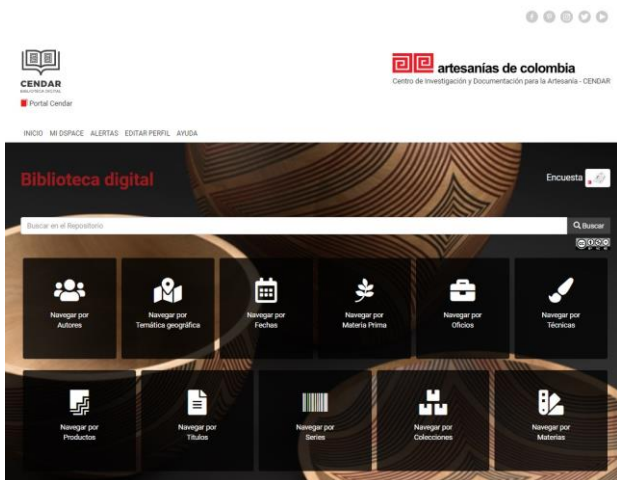 CENDAR
BIBLIOTECA DIGITAL
Portal Cendar
artesanías de colombia
Centro de Investigación y Documentación para la Artesanía - CENDAR
INICIO MI DSPACE ALERTAS EDITAR PERFIL AYUDA
Biblioteca digital
Encuesta
Buscar en el Repositorio
Buscar
Navegar por
Autores
Navegar por
Temática geográfica
Navegar por
Fechas
Navegar por
Materia Prima
Navegar por
Oficios
Navegar por
Técnicas
Navegar por
Productos
Navegar por
Títulos
Navegar por
Series
Navegar por
Colecciones
Navegar por
Materias